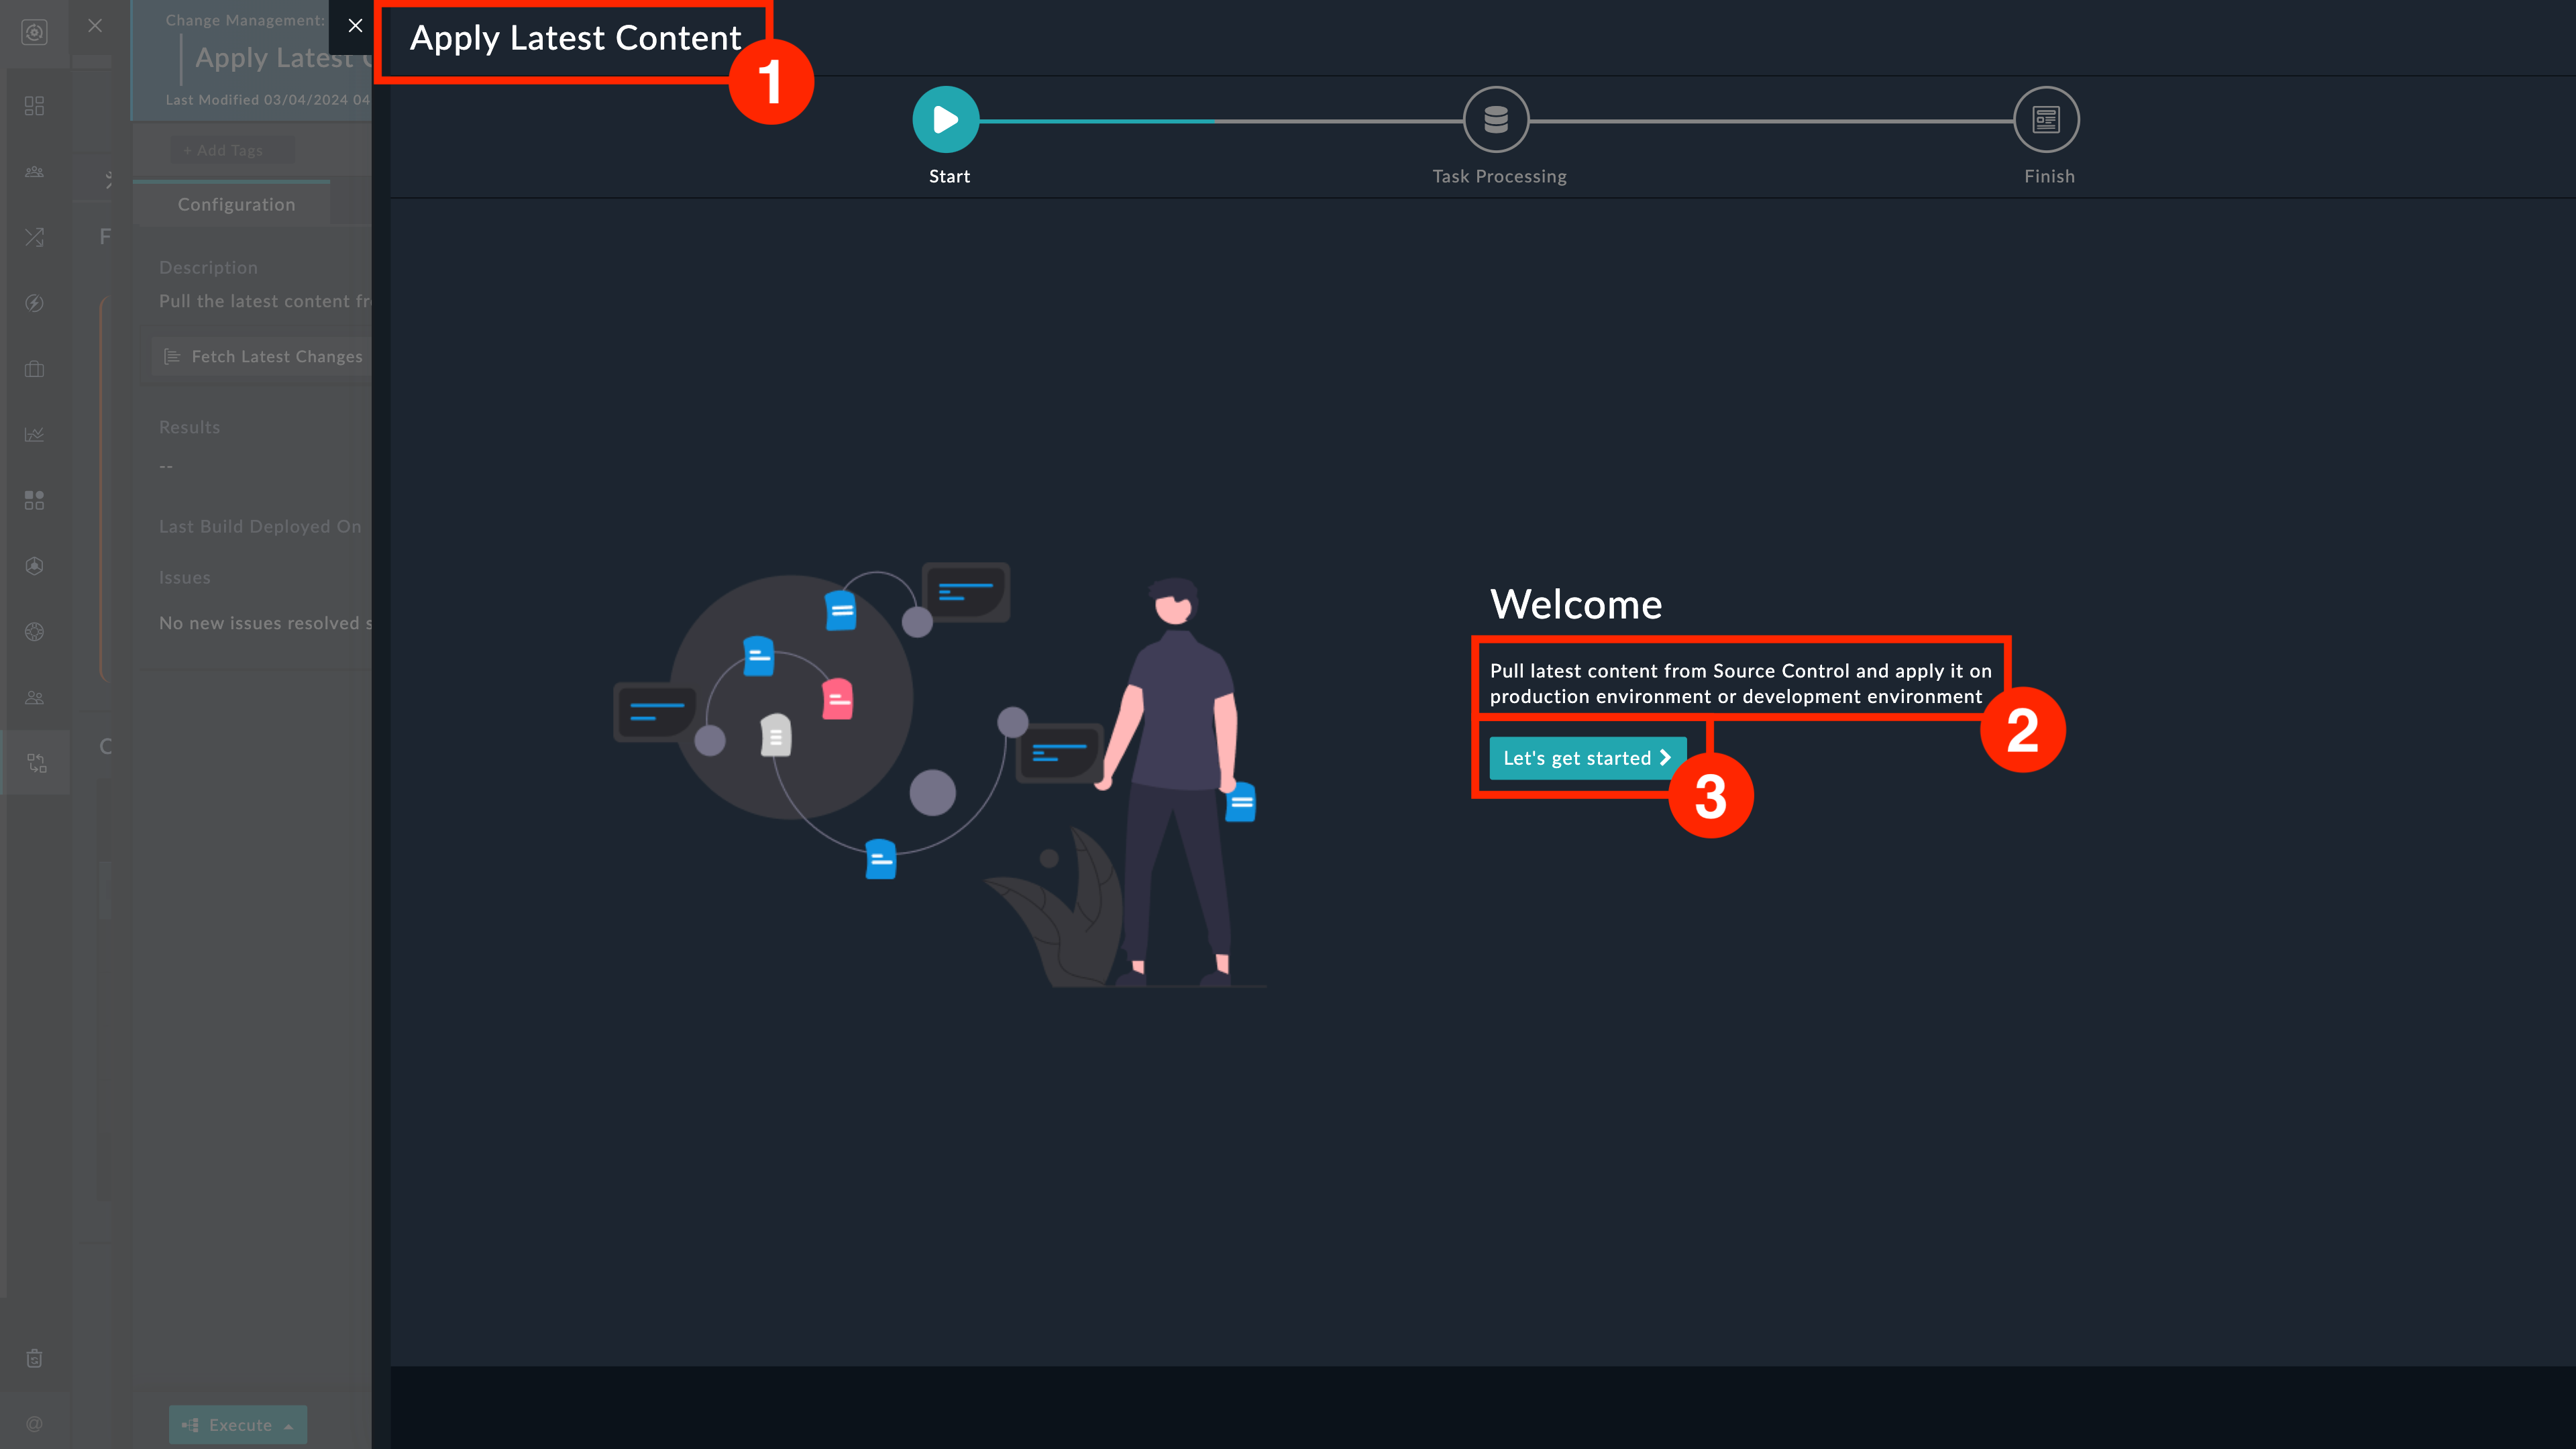 Change Management:
Apply Latest
Last Modified 03/04/2024 04
+ Add Tags
Configuration
F
Description
Pull the latest content fr
Fetch Latest Changes
Results
--
Last Build Deployed On
Issues
No new issues resolved s
C
Execute
@
Apply Latest Content
1
Start
Task Processing
Finish
Welcome
Pull latest content from Source Control and apply it on
production environment or development environment
2
Let's get started
3